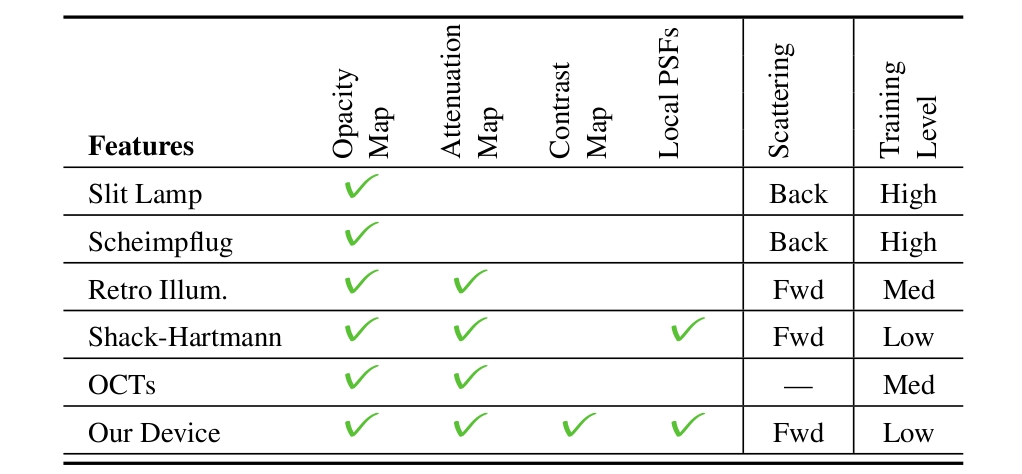 Features Opacity Map Attenuation Map Contrast Map Local PSFs Scattering Training Level
Slit Lamp ✓ Back High
Scheimpflug ✓ Back High
Retro Illum. ✓ ✓ Fwd Med
Shack-Hartmann ✓ ✓ ✓ Fwd Low
OCTs ✓ ✓ — Med
Our Device ✓ ✓ ✓ ✓ Fwd Low